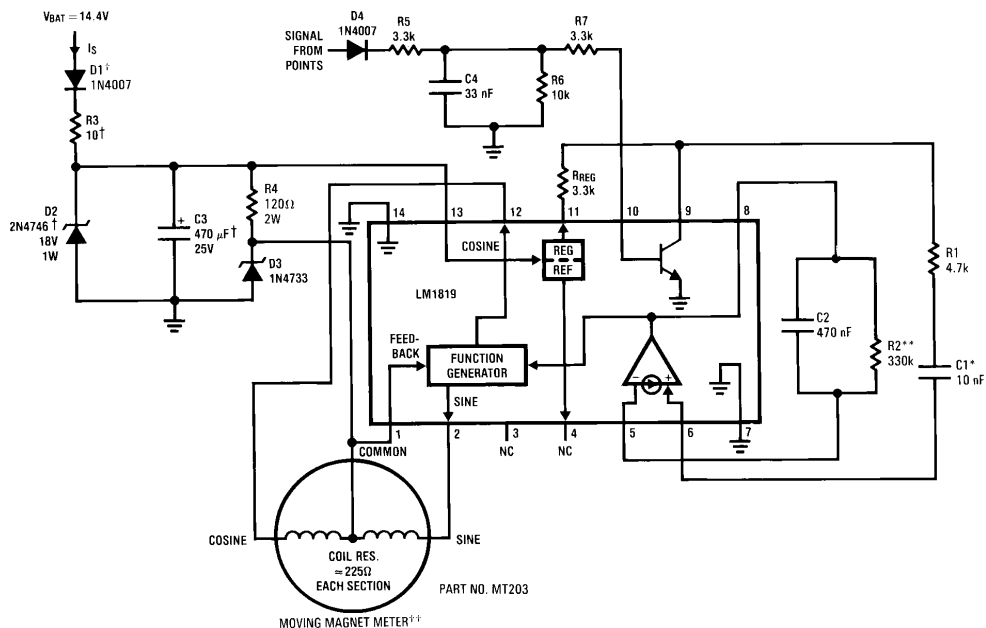 VBAT = 14.4V
IS
D1†
1N4007
R3
10†
D2
2N4746†
18V
1W
+
C3
470 μF†
25V
R4
120Ω
2W
D3
1N4733
SIGNAL
FROM
POINTS
D4
1N4007
R5
3.3k
C4
33 nF
R6
10k
R7
3.3k
RREG
3.3k
14
13
12
11
10
9
8
COSINE
REG
REF
LM1819
FEED-
BACK
FUNCTION
GENERATOR
SINE
−
+
1
2
3
4
5
6
7
COMMON
NC
NC
C2
470 nF
R2**
330k
R1
4.7k
C1*
10 nF
COSINE
SINE
COIL RES.
≈225Ω
EACH SECTION
PART NO. MT203
MOVING MAGNET METER††